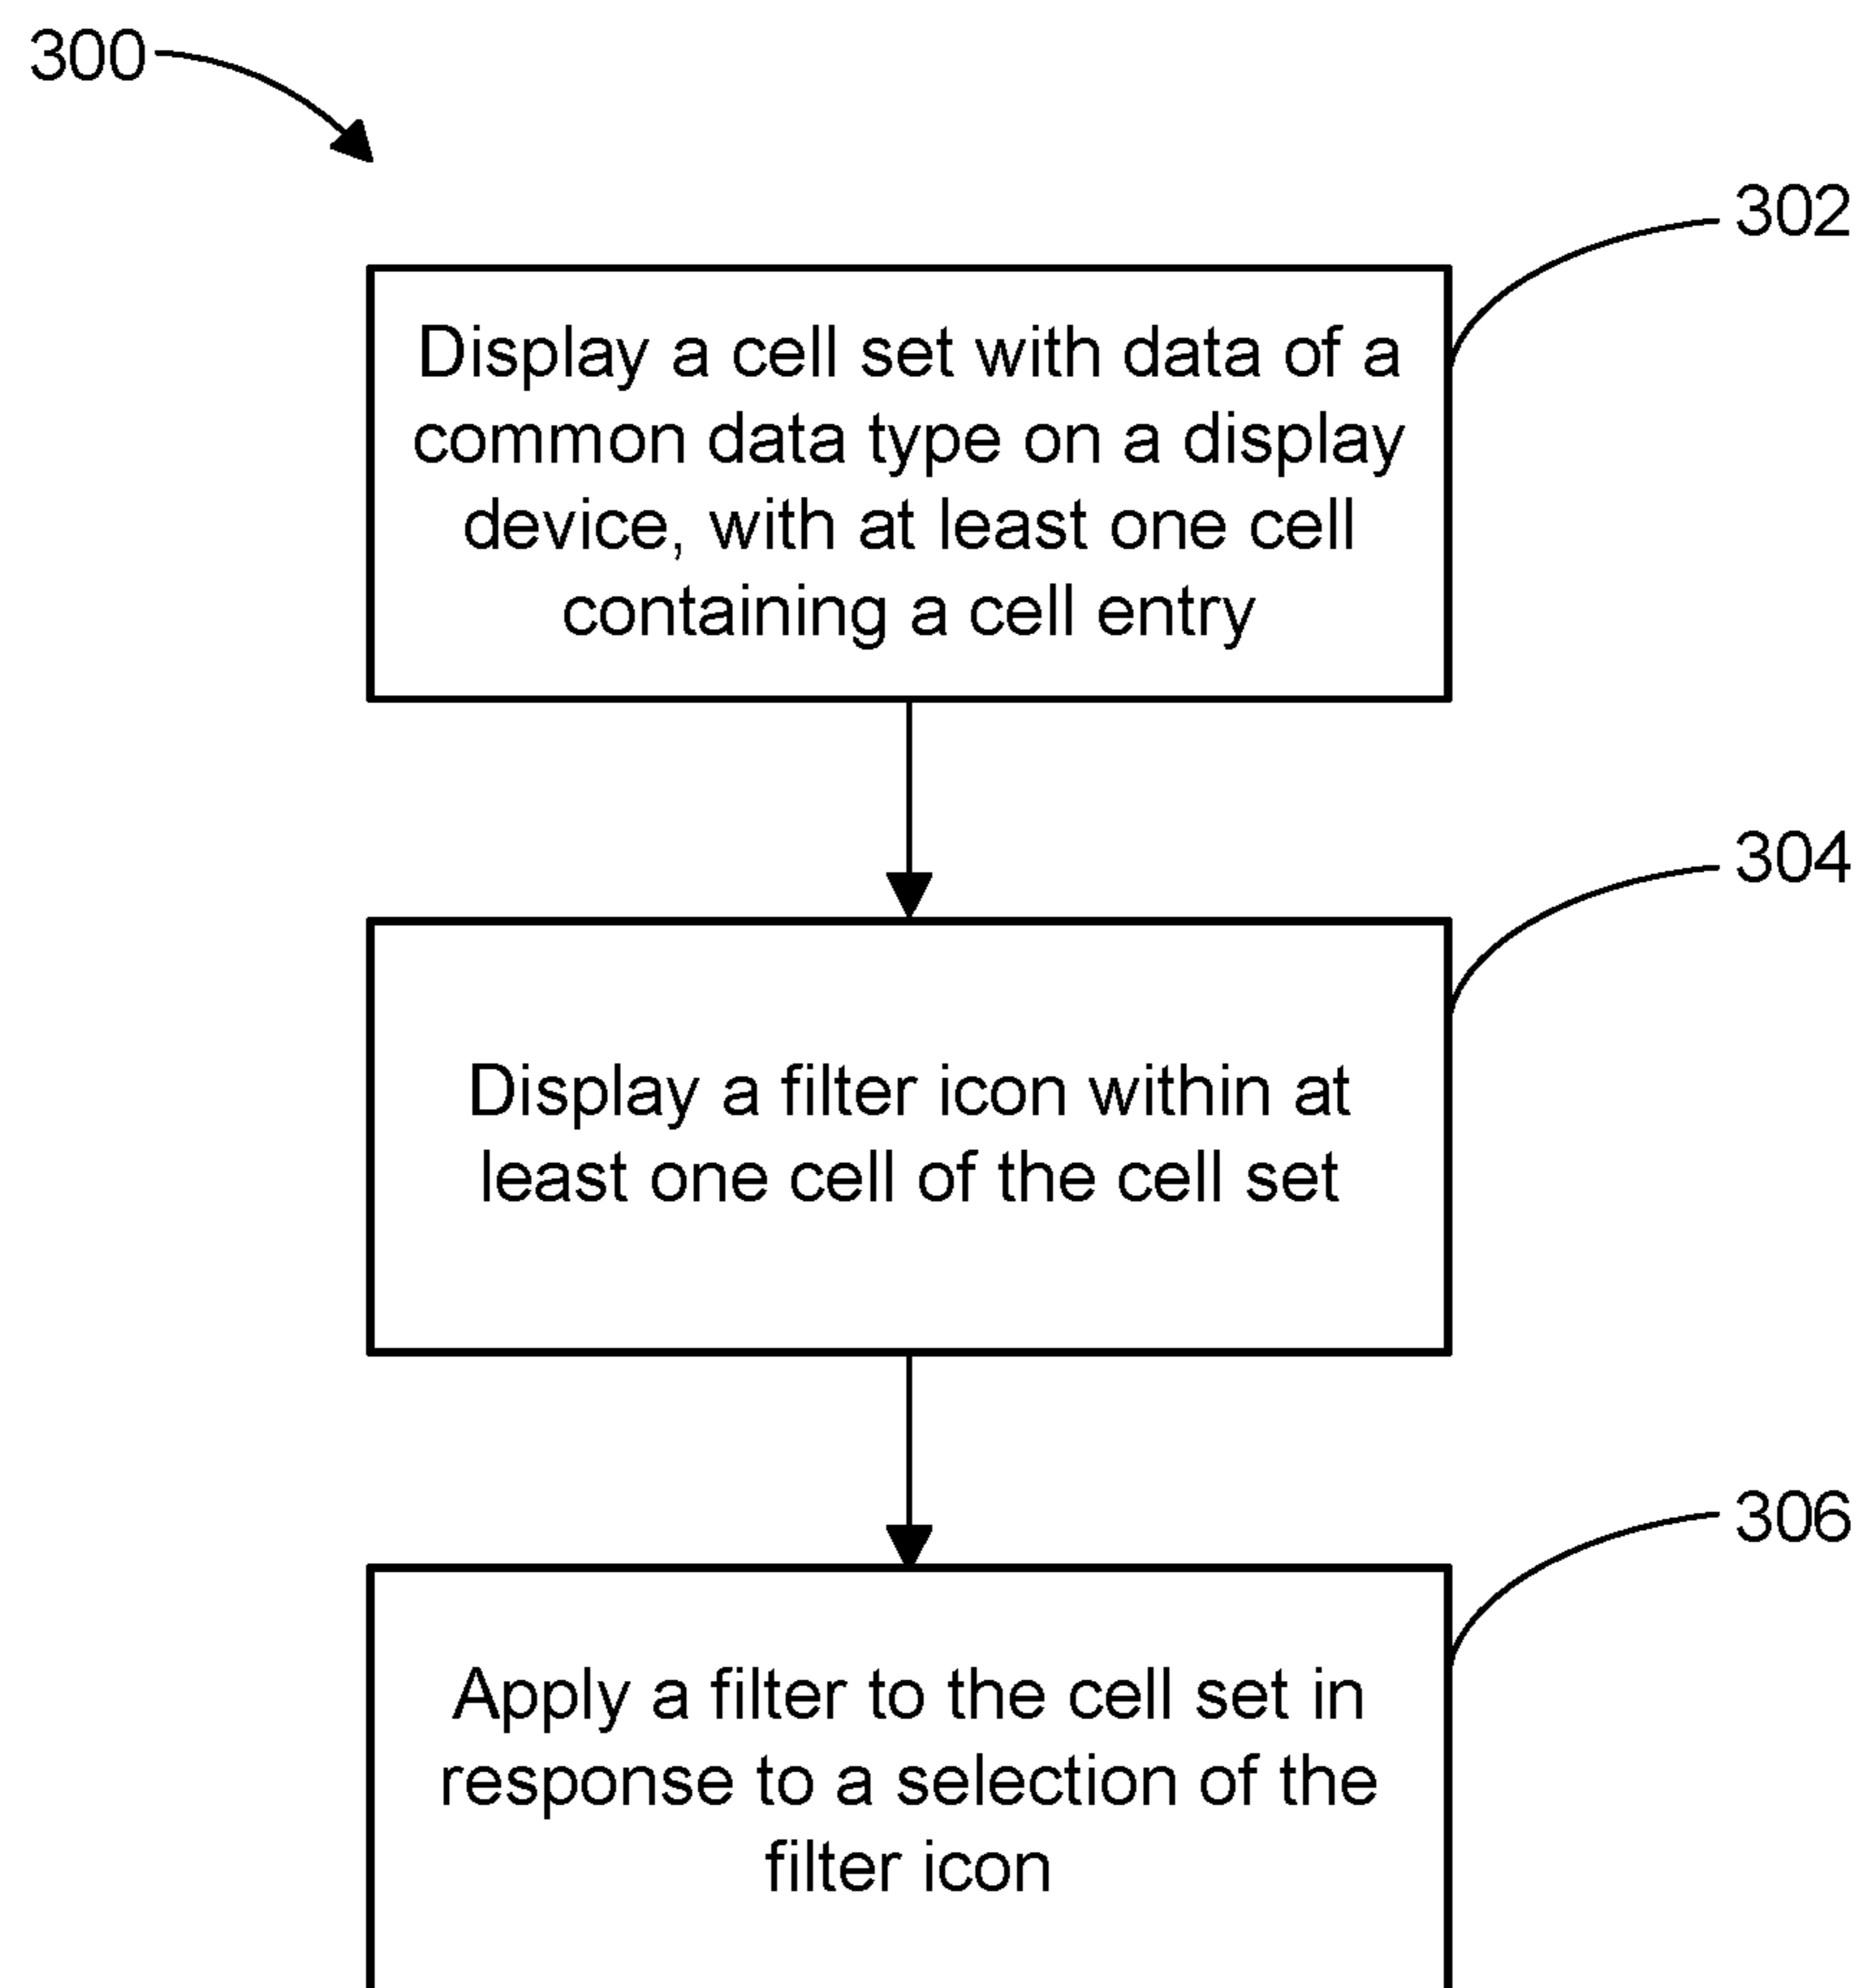 300
302
Display a cell set with data of a
common data type on a display
device, with at least one cell
containing a cell entry
304
Display a filter icon within at
least one cell of the cell set
306
Apply a filter to the cell set in
response to a selection of the
filter icon